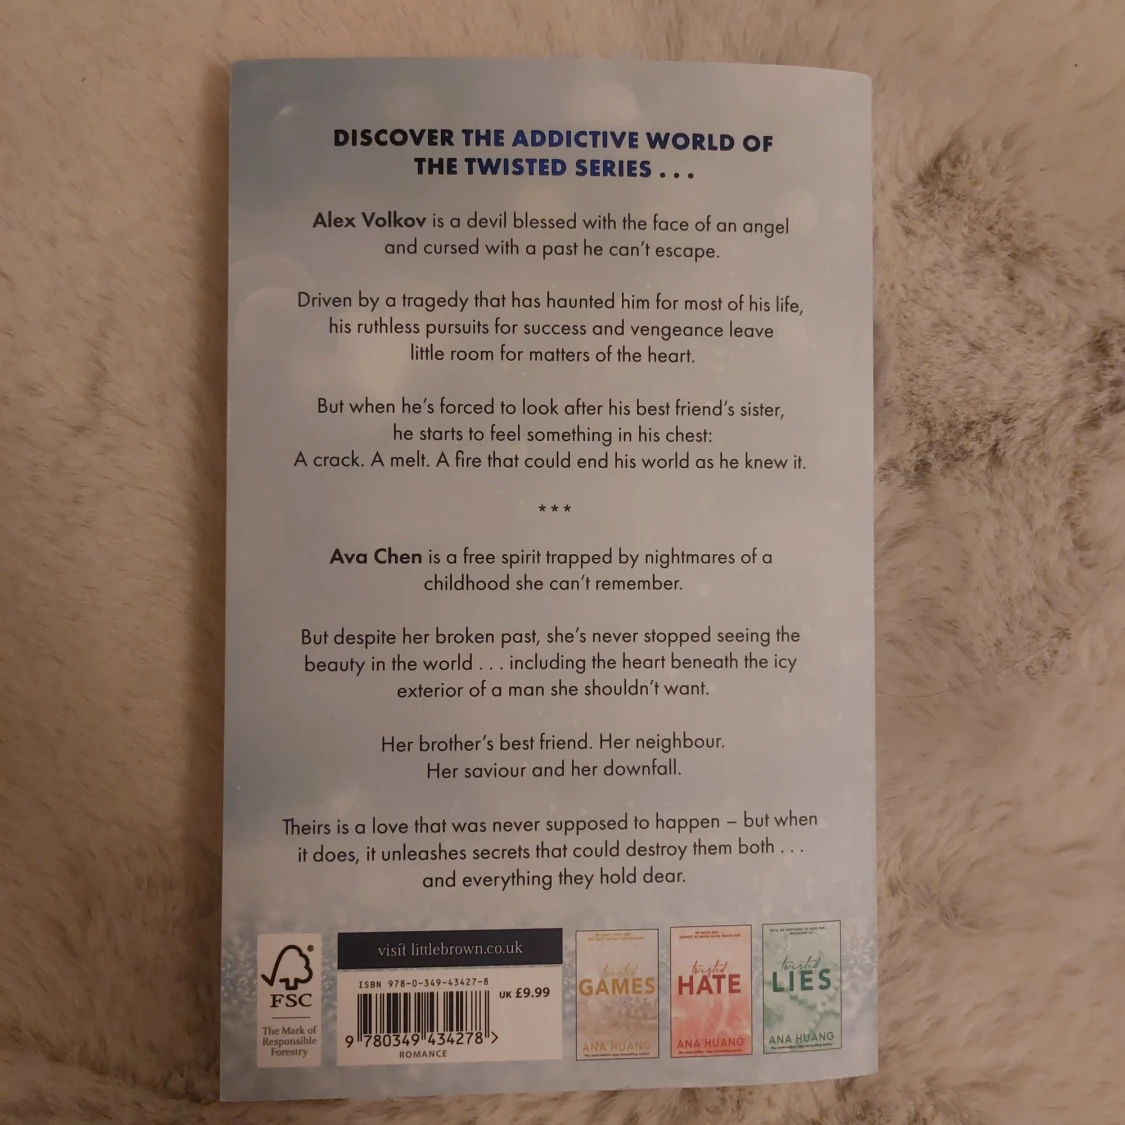 DISCOVER THE ADDICTIVE WORLD OF
THE TWISTED SERIES . . .
Alex Volkov is a devil blessed with the face of an angel
and cursed with a past he can't escape.
Driven by a tragedy that has haunted him for most of his life,
his ruthless pursuits for success and vengeance leave
little room for matters of the heart.
But when he's forced to look after his best friend's sister,
he starts to feel something in his chest:
A crack. A melt. A fire that could end his world as he knew it.
* * *
Ava Chen is a free spirit trapped by nightmares of a
childhood she can't remember.
But despite her broken past, she's never stopped seeing the
beauty in the world . . . including the heart beneath the icy
exterior of a man she shouldn't want.
Her brother's best friend. Her neighbour.
Her saviour and her downfall.
Theirs is a love that was never supposed to happen – but when
it does, it unleashes secrets that could destroy them both . . .
and everything they hold dear.
FSC
The Mark of
Responsible
Forestry
visit littlebrown.co.uk
ISBN 978-0-349-43427-8
UK £9.99
9 780349 434278 >
ROMANCE
twisted
GAMES
ANA HUANG
twisted
HATE
ANA HUANG
twisted
LIES
ANA HUANG